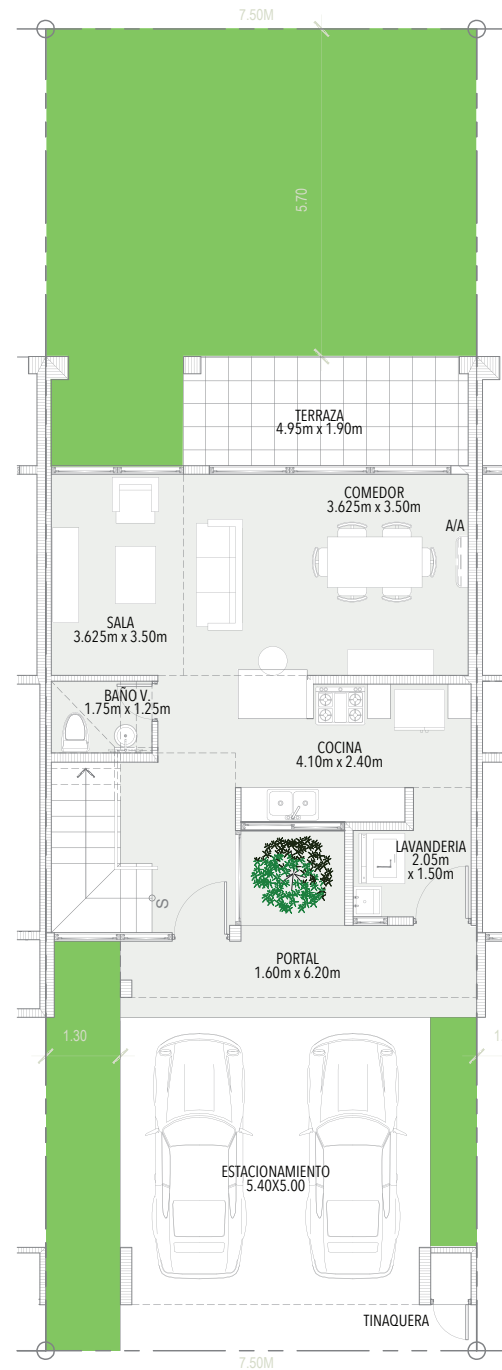 7.50M
5.70
TERRAZA
4.95m x 1.90m
COMEDOR
3.625m x 3.50m
A/A
SALA
3.625m x 3.50m
BAÑO V.
1.75m x 1.25m
COCINA
4.10m x 2.40m
LAVANDERIA
2.05m
x 1.50m
L
S
PORTAL
1.60m x 6.20m
1.30
1.
ESTACIONAMIENTO
5.40X5.00
TINAQUERA
7.50M